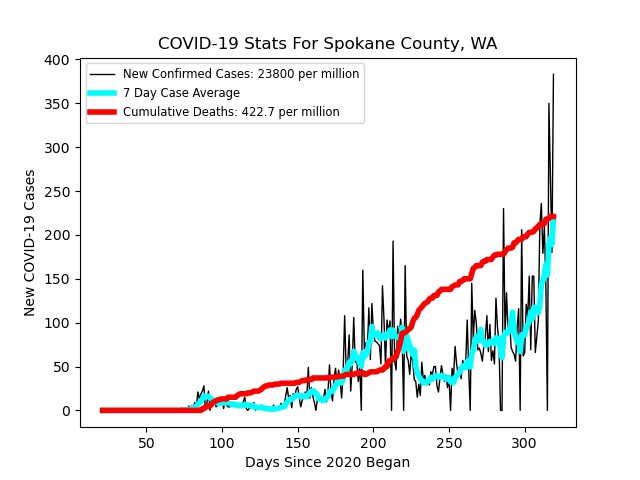 COVID-19 Stats For Spokane County, WA
New Confirmed Cases: 23800 per million
7 Day Case Average
Cumulative Deaths: 422.7 per million
New COVID-19 Cases
400
350
300
250
200
150
100
50
0
50 100 150 200 250 300
Days Since 2020 Began